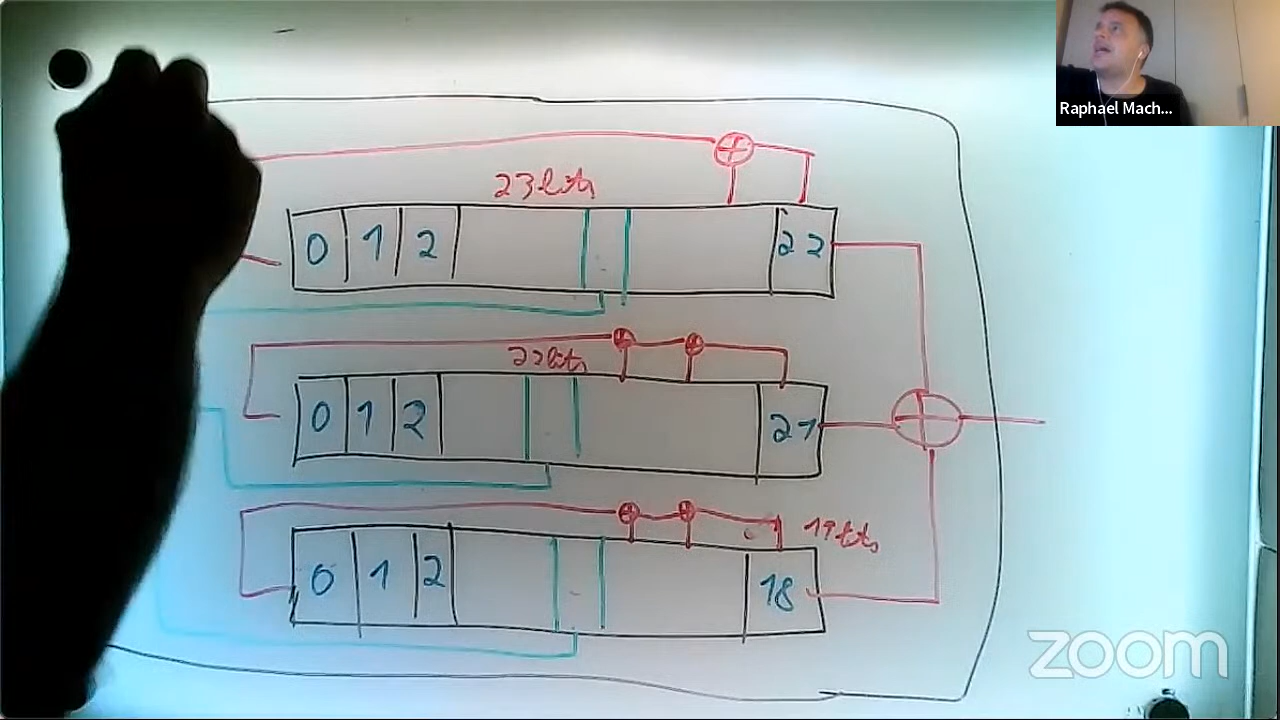 Raphael Mach...
23 bits
0 1 2 22
22 bits
0 1 2 21
19 bits
0 1 2 18
zoom